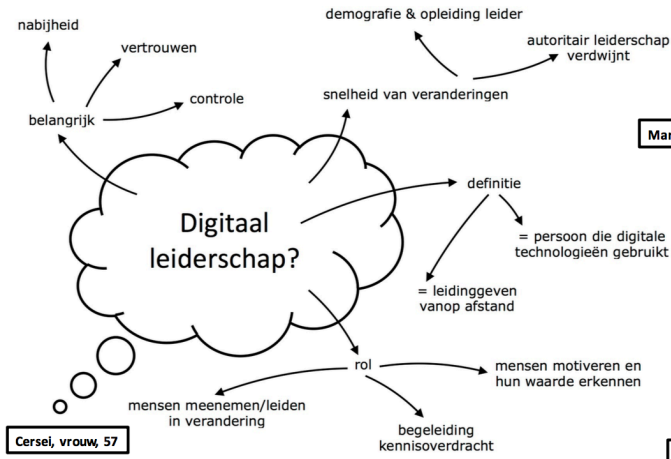 demografie & opleiding leider
nabijheid
autoritair leiderschap
verdwijnt
vertrouwen
controle
snelheid van veranderingen
belangrijk
Mar
definitie
Digitaal
leiderschap?
= persoon die digitale
technologieën gebruikt
= leidinggeven
vanop afstand
rol
mensen motiveren en
hun waarde erkennen
mensen meenemen/leiden
in verandering
begeleiding
kennisoverdracht
Cersei, vrouw, 57